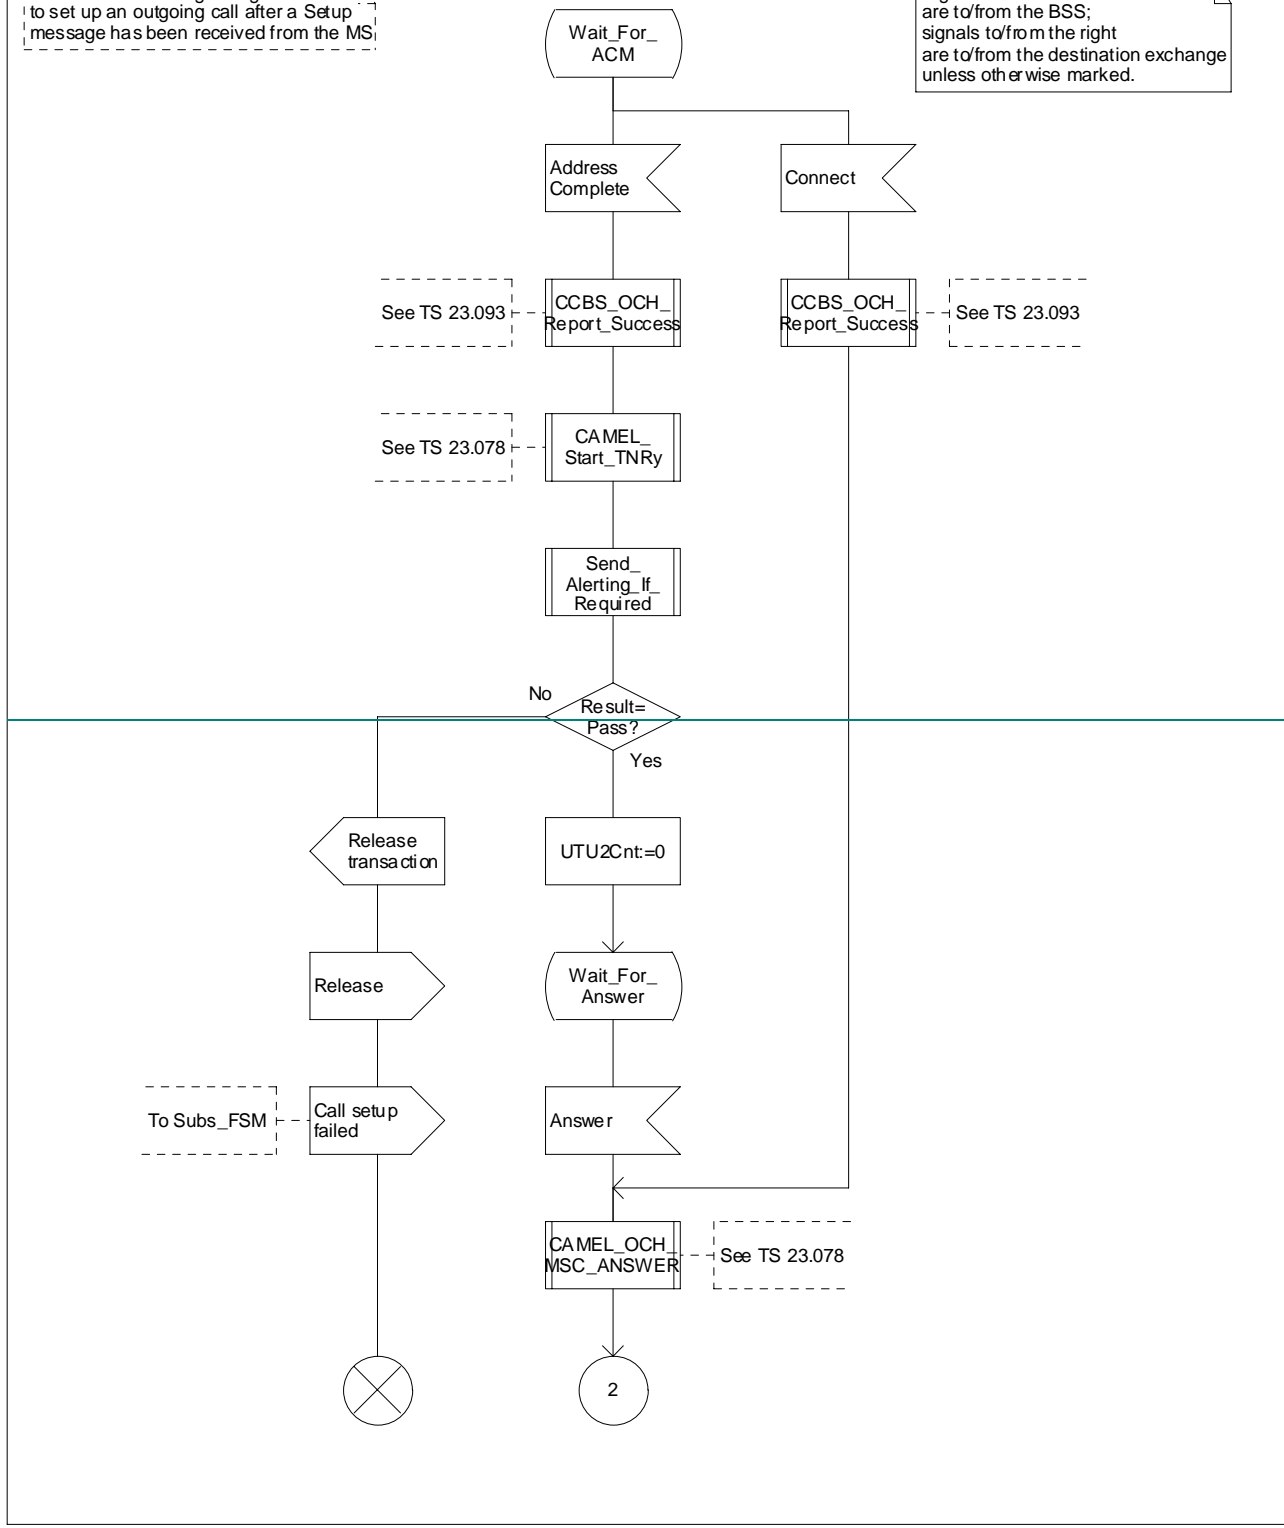 to set up an outgoing call after a Setup
message has been received from the MS
are to/from the BSS;
signals to/from the right
are to/from the destination exchange
unless otherwise marked.
Wait_For_
ACM
Address
Complete
Connect
See TS 23.093
CCBS_OCH_
Report_Success
CCBS_OCH_
Report_Success
See TS 23.093
See TS 23.078
CAMEL_
Start_TNRy
Send_
Alerting_If_
Required
No
Result=
Pass?
Yes
Release
transaction
UTU2Cnt:=0
Release
Wait_For_
Answer
To Subs_FSM
Call setup
failed
Answer
CAMEL_OCH_
MSC_ANSWER
See TS 23.078
2